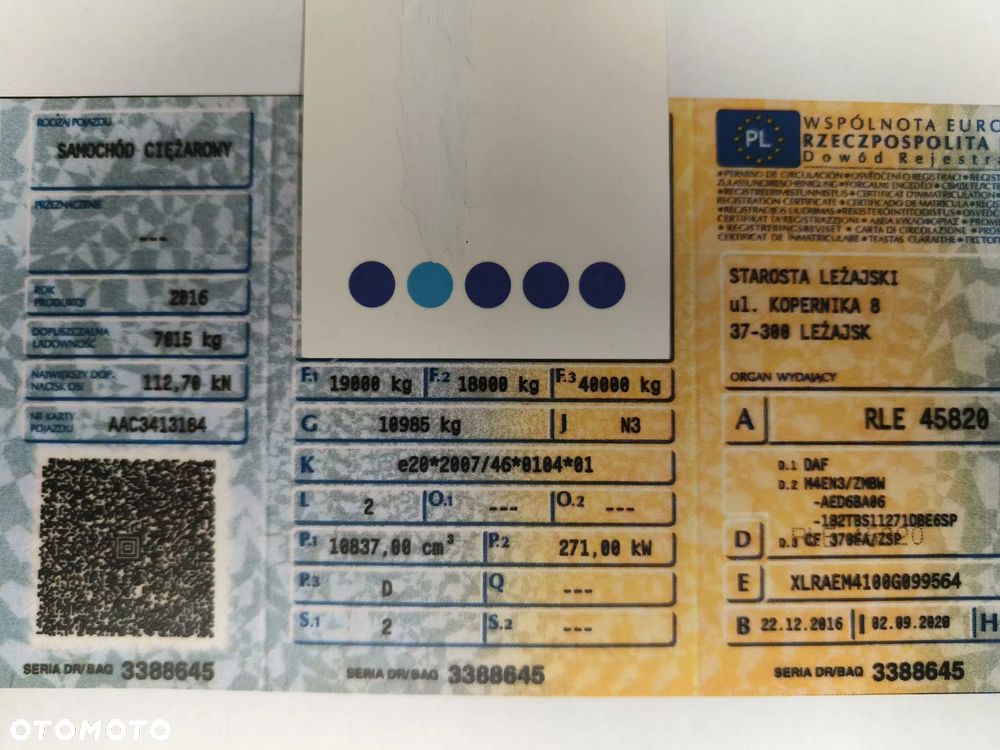 RODZAJ POJAZDU
SAMOCHÓD CIĘŻAROWY
PRZEZNACZENIE
---
ROK PRODUKCJI
2016
DOPUSZCZALNA ŁADOWNOŚĆ
7015 kg
NAJWIĘKSZY DOP. NACISK OSI
112,70 kN
NR KARTY POJAZDU
AAC3413184
SERIA DR/BAQ 3388645
F.1 19000 kg F.2 18000 kg F.3 40000 kg
G 10985 kg J N3
K e20*2007/46*0104*01
L 2 O.1 --- O.2 ---
P.1 10837,00 cm³ P.2 271,00 kW
P.3 D Q ---
S.1 2 S.2 ---
SERIA DR/BAQ 3388645
PL
WSPÓLNOTA EURO
RZECZPOSPOLITA
Dowód Rejestra
STAROSTA LEŻAJSKI
ul. KOPERNIKA 8
37-300 LEŻAJSK
ORGAN WYDAJĄCY
A RLE 45820
D.1 DAF
D.2 M4EN3/ZMBW
-AED6BA06
-1B2TBS11271DBE6SP
D D.3 CF 370EA/ZSP
E XLRAEM4100G099564
B 22.12.2016 I 02.09.2020 H
SERIA DR/BAQ 3388645
OTOMOTO